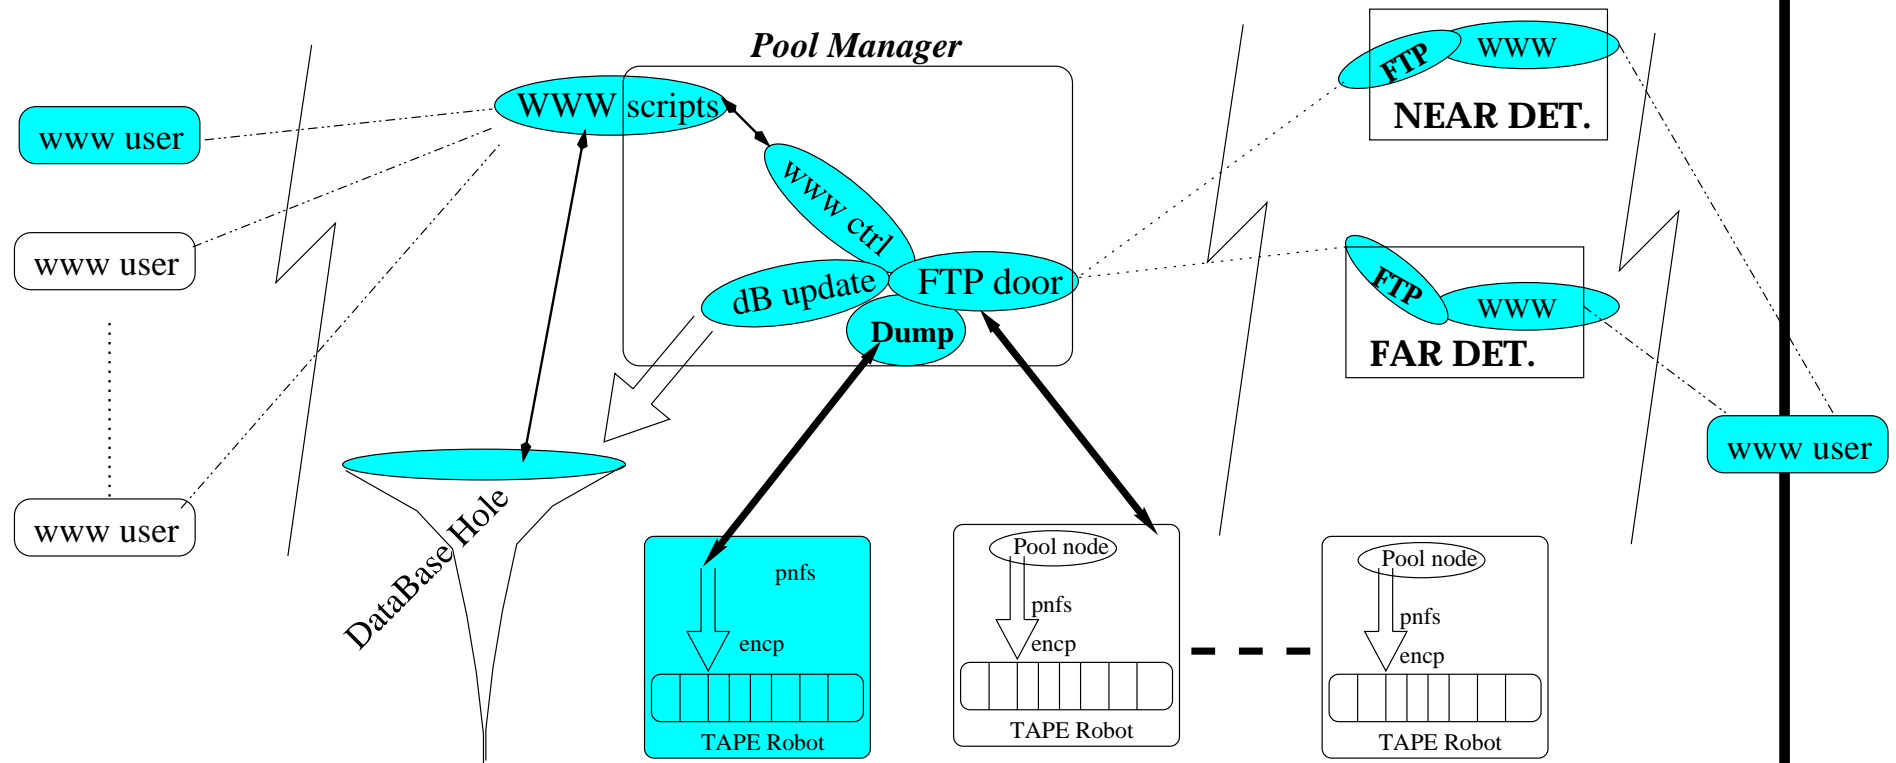 Pool Manager
WWW scripts
www user
www user
www user
www ctrl
dB update
FTP door
Dump
DataBase Hole
FTP
WWW
NEAR DET.
FTP
WWW
FAR DET.
www user
pnfs
encp
TAPE Robot
Pool node
pnfs
encp
TAPE Robot
Pool node
pnfs
encp
TAPE Robot